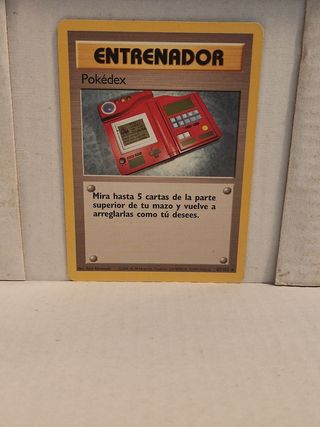 ENTRENADOR
Pokédex
Mira hasta 5 cartas de la parte
superior de tu mazo y vuelve a
arreglarlas como tú desees.